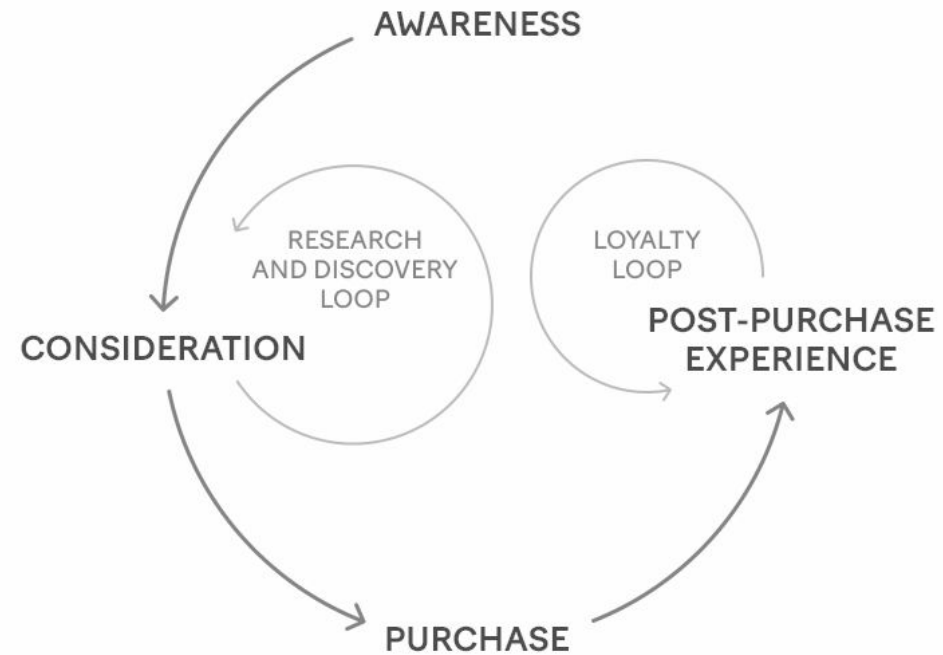 AWARENESS
RESEARCH
AND DISCOVERY
LOOP
LOYALTY
LOOP
CONSIDERATION
POST-PURCHASE
EXPERIENCE
PURCHASE